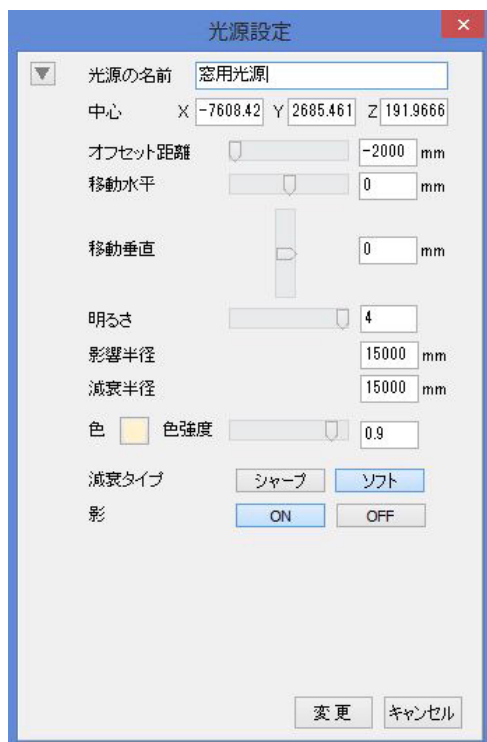 光源設定
光源の名前 窓用光源
中心 X -7608.42 Y 2685.461 Z 191.9666
オフセット距離 -2000 mm
移動水平 0 mm
移動垂直 0 mm
明るさ 4
影響半径 15000 mm
減衰半径 15000 mm
色 色強度 0.9
減衰タイプ シャープ ソフト
影 ON OFF
変更 キャンセル